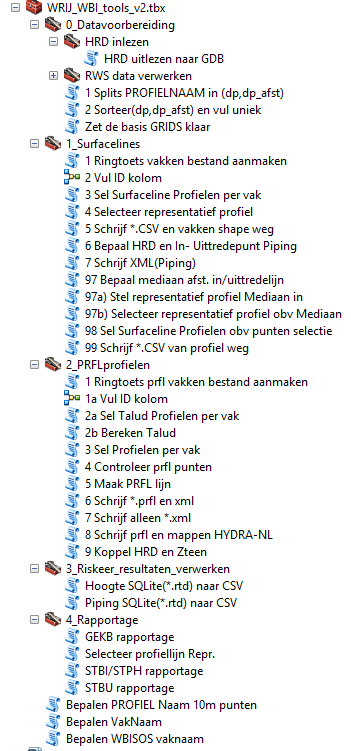 WRIJ_WBI_tools_v2.tbx
0_Datavoorbereiding
HRD inlezen
HRD uitlezen naar GDB
RWS data verwerken
1 Splits PROFIELNAAM in (dp,dp_afst)
2 Sorteer(dp,dp_afst) en vul uniek
Zet de basis GRIDS klaar
1_Surfacelines
1 Ringtoets vakken bestand aanmaken
2 Vul ID kolom
3 Sel Surfaceline Profielen per vak
4 Selecteer representatief profiel
5 Schrijf *.CSV en vakken shape weg
6 Bepaal HRD en In- Uittredepunt Piping
7 Schrijf XML(Piping)
97 Bepaal mediaan afst. in/uittredelijn
97a) Stel representatief profiel Mediaan in
97b) Selecteer representatief profiel obv Mediaan
98 Sel Surfaceline Profielen obv punten selectie
99 Schrijf *.CSV van profiel weg
2_PRFLprofielen
1 Ringtoets prfl vakken bestand aanmaken
1a Vul ID kolom
2a Sel Talud Profielen per vak
2b Bereken Talud
3 Sel Profielen per vak
4 Controleer prfl punten
5 Maak PRFL lijn
6 Schrijf *.prfl en xml
7 Schrijf alleen *.xml
8 Schrijf prfl en mappen HYDRA-NL
9 Koppel HRD en Zteen
3_Riskeer_resultaten_verwerken
Hoogte SQLite(*.rtd) naar CSV
Piping SQLite(*.rtd) naar CSV
4_Rapportage
GEKB rapportage
Selecteer profiellijn Repr.
STBI/STPH rapportage
STBU rapportage
Bepalen PROFIEL Naam 10m punten
Bepalen VakNaam
Bepalen WBISOS vaknaam